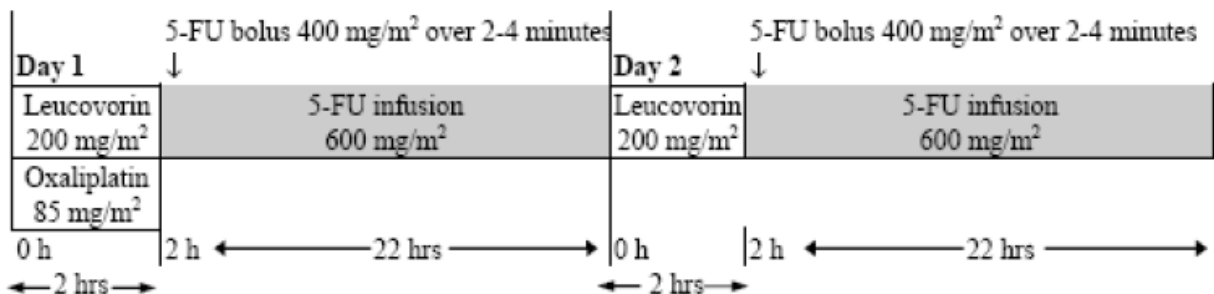 5-FU bolus 400 mg/m² over 2-4 minutes 5-FU bolus 400 mg/m² over 2-4 minutes
Day 1 ↓ Day 2 ↓
Leucovorin 5-FU infusion Leucovorin 5-FU infusion
200 mg/m² 600 mg/m² 200 mg/m² 600 mg/m²
Oxaliplatin
85 mg/m²
0 h 2 h 22 hrs 0 h 2 h 22 hrs
2 hrs 2 hrs